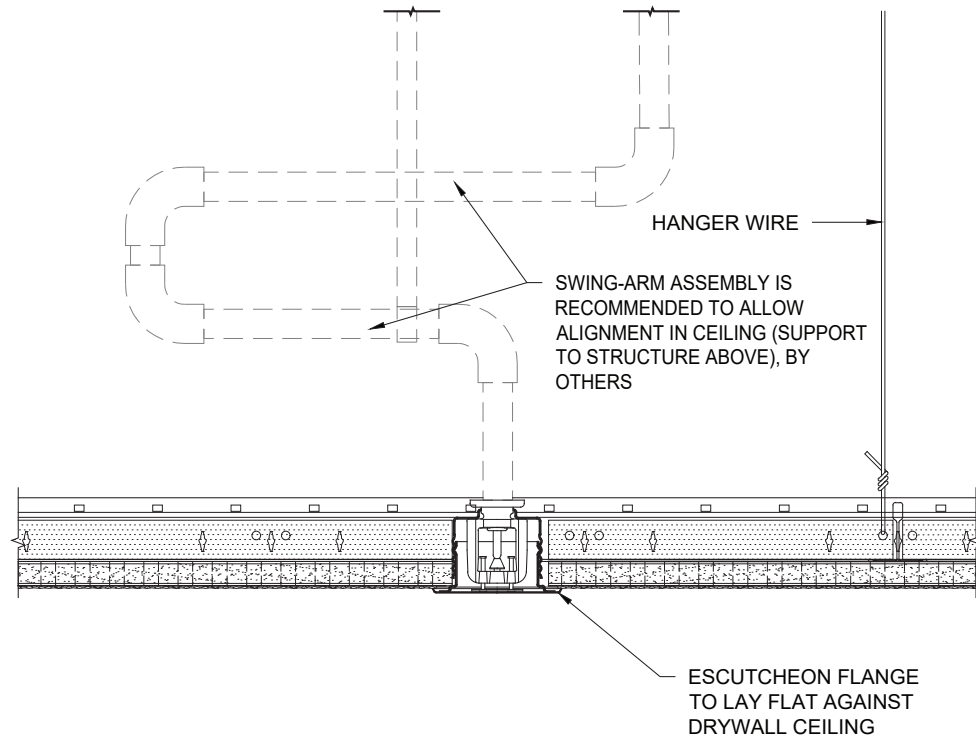 HANGER WIRE
SWING-ARM ASSEMBLY IS
RECOMMENDED TO ALLOW
ALIGNMENT IN CEILING (SUPPORT
TO STRUCTURE ABOVE), BY
OTHERS
ESCUTCHEON FLANGE
TO LAY FLAT AGAINST
DRYWALL CEILING